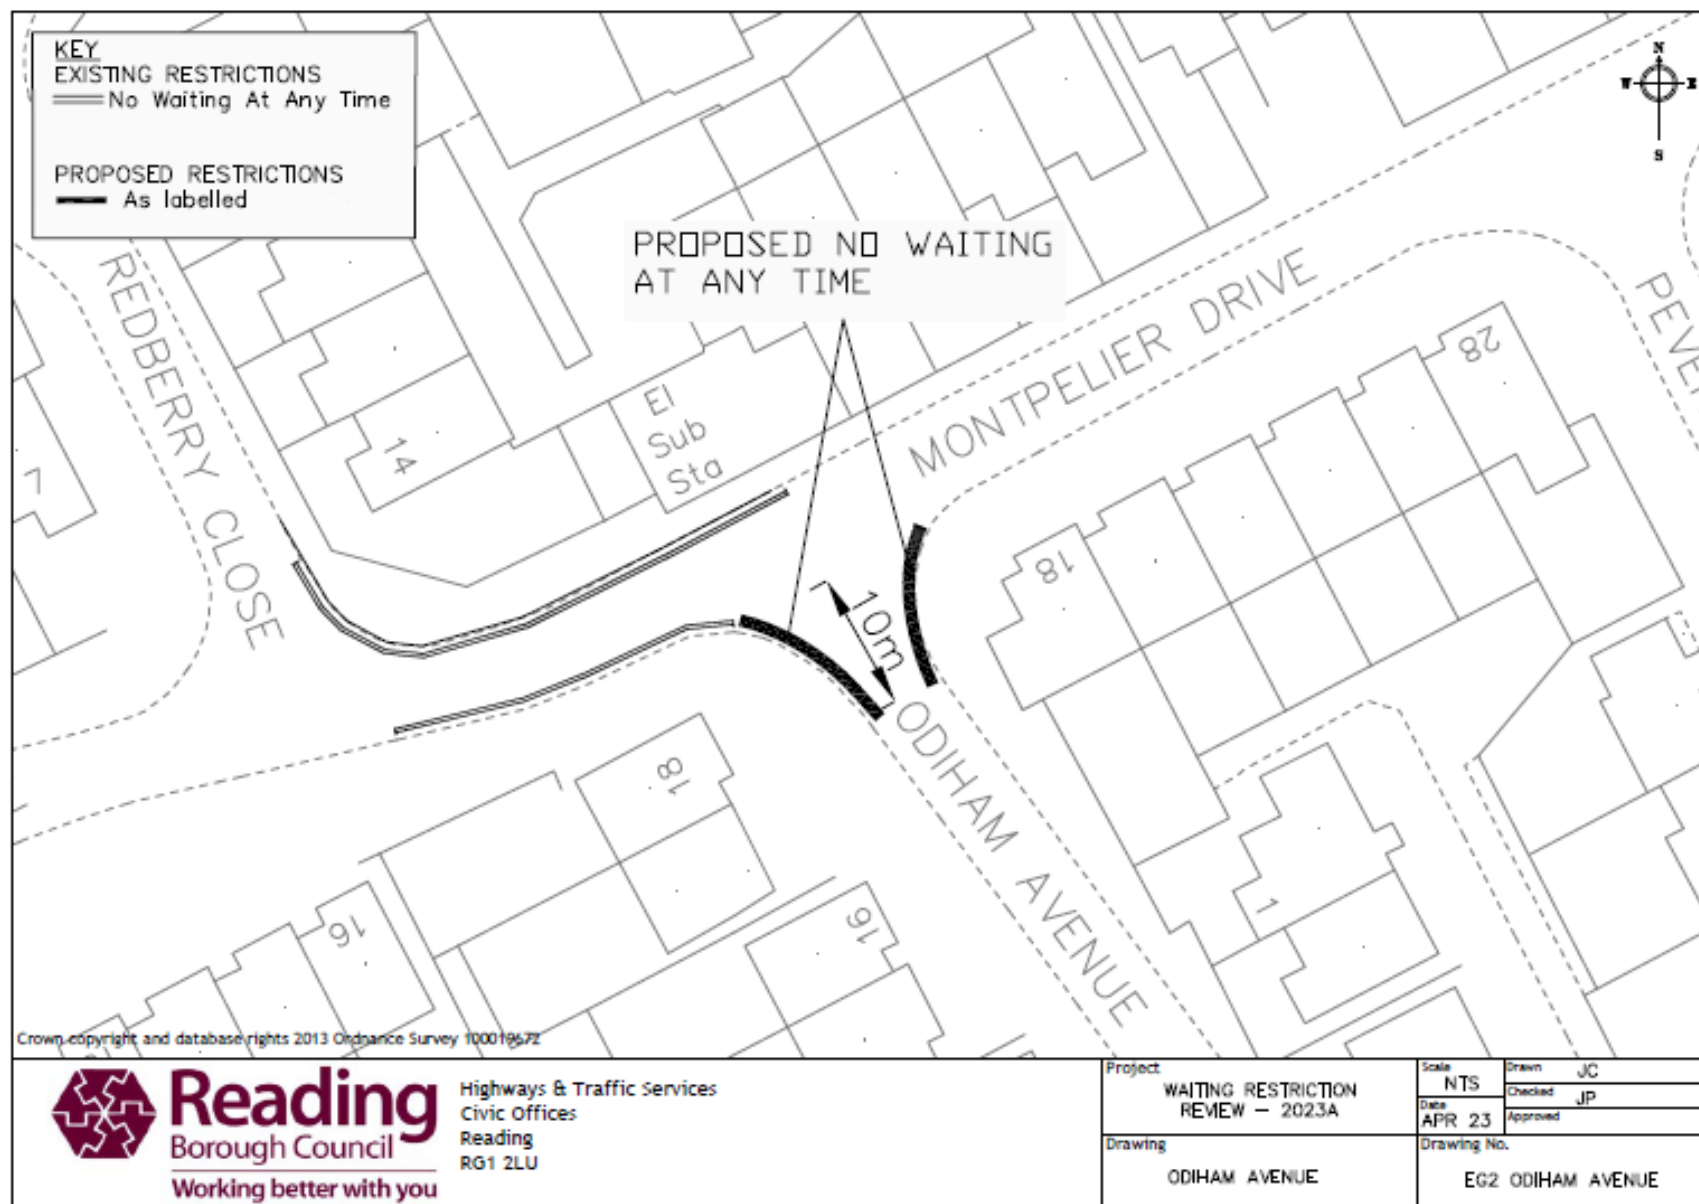 KEY
EXISTING RESTRICTIONS
No Waiting At Any Time
PROPOSED RESTRICTIONS
As labelled
N
W E
S
PROPOSED NO WAITING
AT ANY TIME
REDBERRY CLOSE
MONTPELIER DRIVE
PEVE
28
El
Sub
Sta
14
7
18
10m
ODIHAM AVENUE
18
16
16
1
Crown copyright and database rights 2013 Ordnance Survey 100019672
Reading
Borough Council
Working better with you
Highways & Traffic Services
Civic Offices
Reading
RG1 2LU
Project
WAITING RESTRICTION
REVIEW – 2023A
Scale
NTS
Drawn JC
Checked JP
Date
APR 23
Approved
Drawing
ODIHAM AVENUE
Drawing No.
EG2 ODIHAM AVENUE